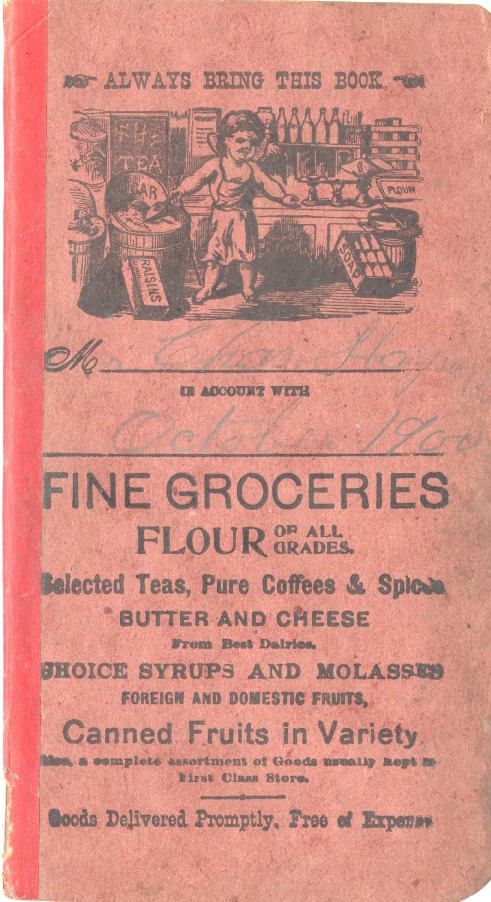 ALWAYS BRING THIS BOOK.
TEA
FLOUR
RAISINS
SOAP
Mr Chas. Hay
IN ACCOUNT WITH
October 1900
FINE GROCERIES
FLOUR OF ALL GRADES.
Selected Teas, Pure Coffees & Spices
BUTTER AND CHEESE
From Best Dairies.
CHOICE SYRUPS AND MOLASSES
FOREIGN AND DOMESTIC FRUITS,
Canned Fruits in Variety.
Also, a complete assortment of Goods usually kept in
First Class Store.
Goods Delivered Promptly, Free of Expense